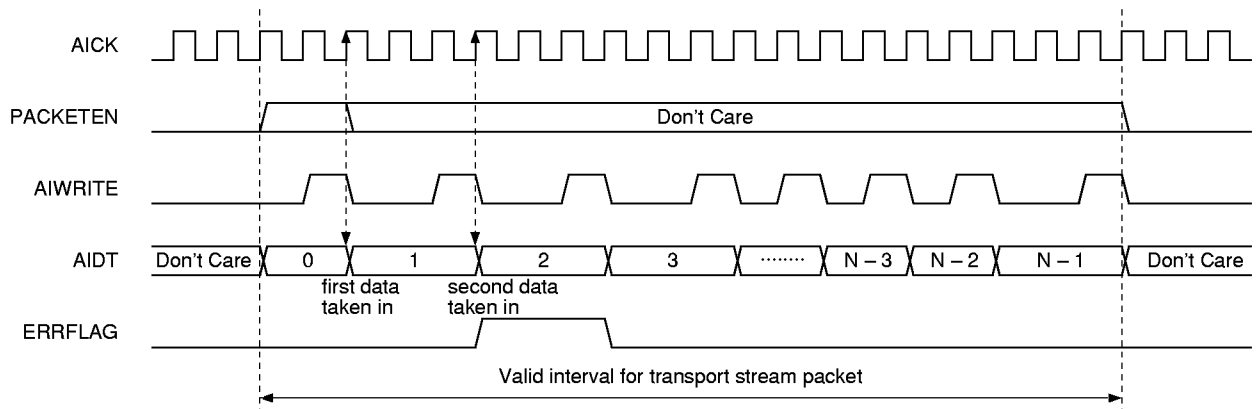 AICK
PACKETEN
Don't Care
AIWRITE
AIDT
Don't Care 0 1 2 3 ........ N – 3 N – 2 N – 1 Don't Care
first data
taken in
second data
taken in
ERRFLAG
Valid interval for transport stream packet